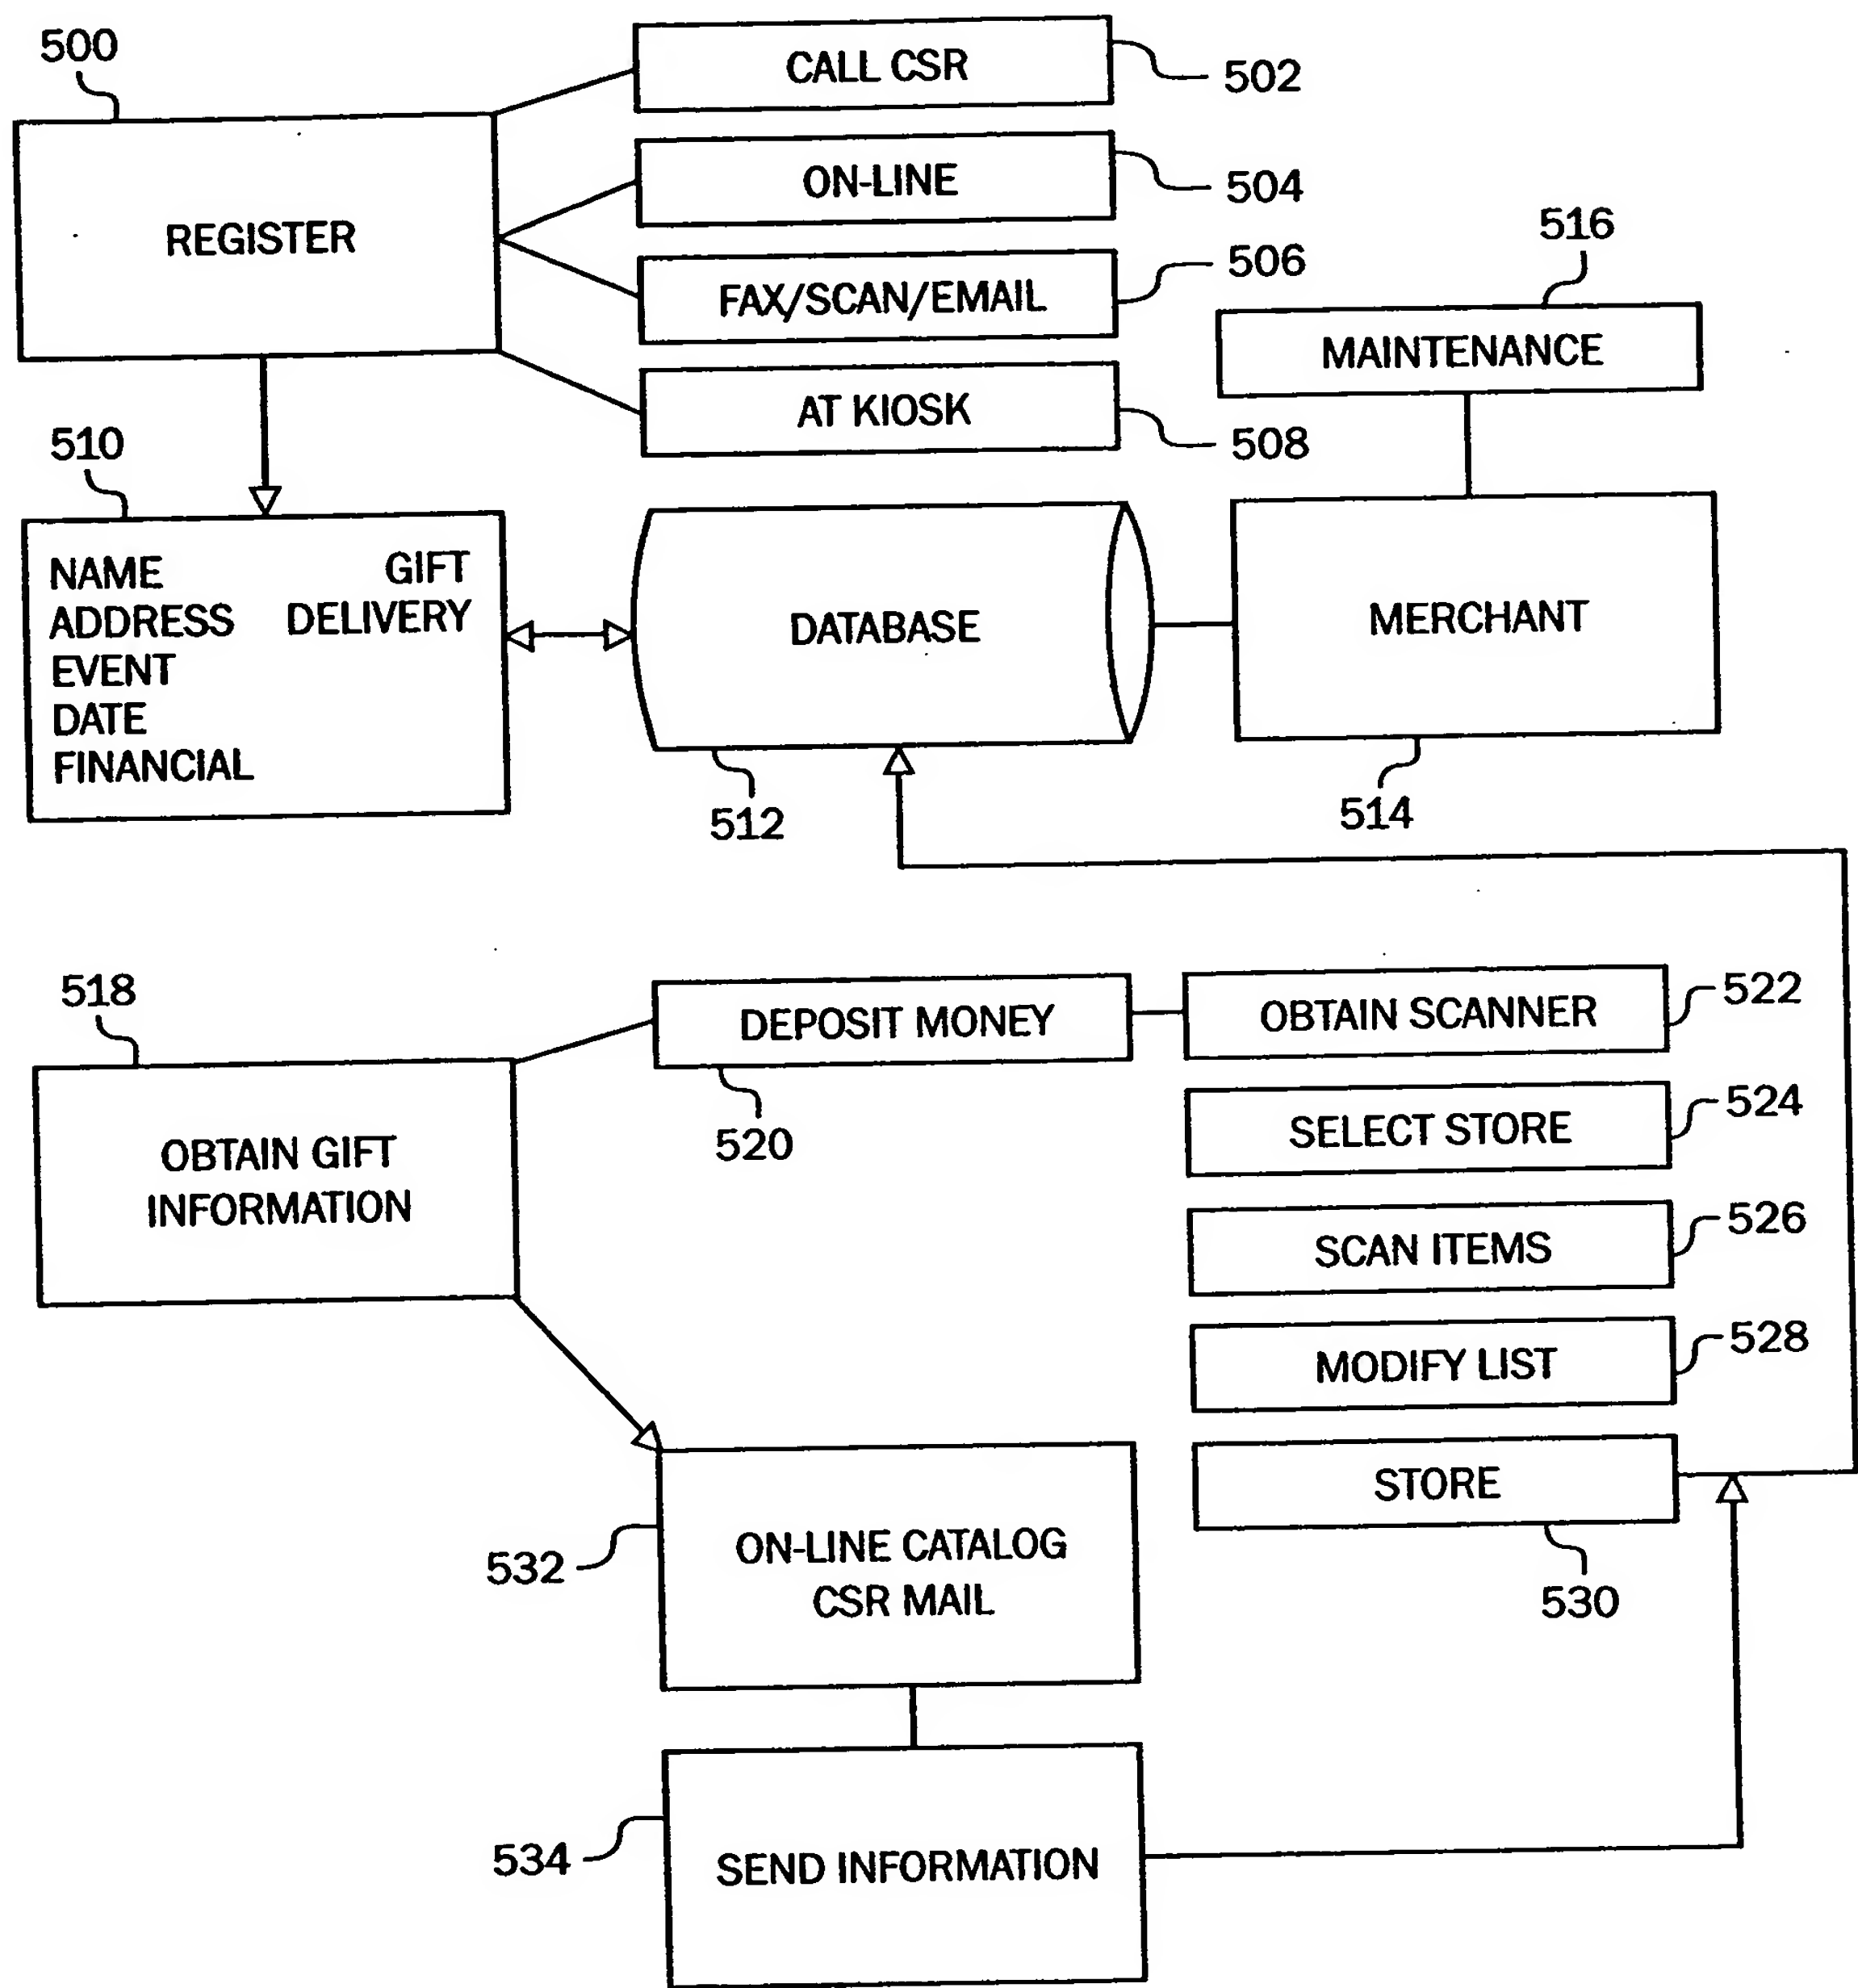 500
CALL CSR
502
REGISTER
ON-LINE
504
FAX/SCAN/EMAIL
506
AT KIOSK
508
516
MAINTENANCE
510
NAME GIFT
ADDRESS DELIVERY
EVENT
DATE
FINANCIAL
DATABASE
512
MERCHANT
514
518
OBTAIN GIFT
INFORMATION
DEPOSIT MONEY
520
OBTAIN SCANNER
522
SELECT STORE
524
SCAN ITEMS
526
MODIFY LIST
528
STORE
530
532
ON-LINE CATALOG
CSR MAIL
534
SEND INFORMATION